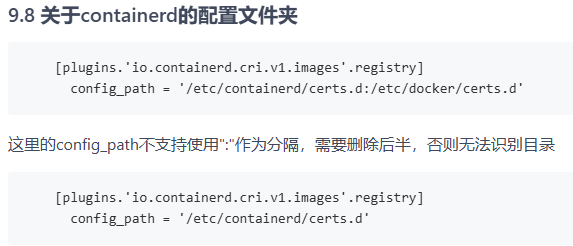 9.8 关于containerd的配置文件夹
[plugins.'io.containerd.cri.v1.images'.registry]
config_path = '/etc/containerd/certs.d:/etc/docker/certs.d'
这里的config_path不支持使用":"作为分隔，需要删除后半，否则无法识别目录
[plugins.'io.containerd.cri.v1.images'.registry]
config_path = '/etc/containerd/certs.d'